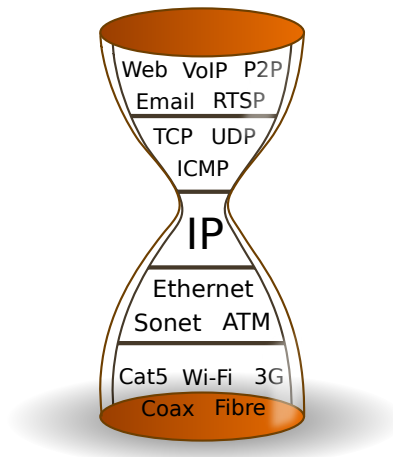 Web VoIP P2P
Email RTSP
TCP UDP
ICMP
IP
Ethernet
Sonet ATM
Cat5 Wi-Fi 3G
Coax Fibre